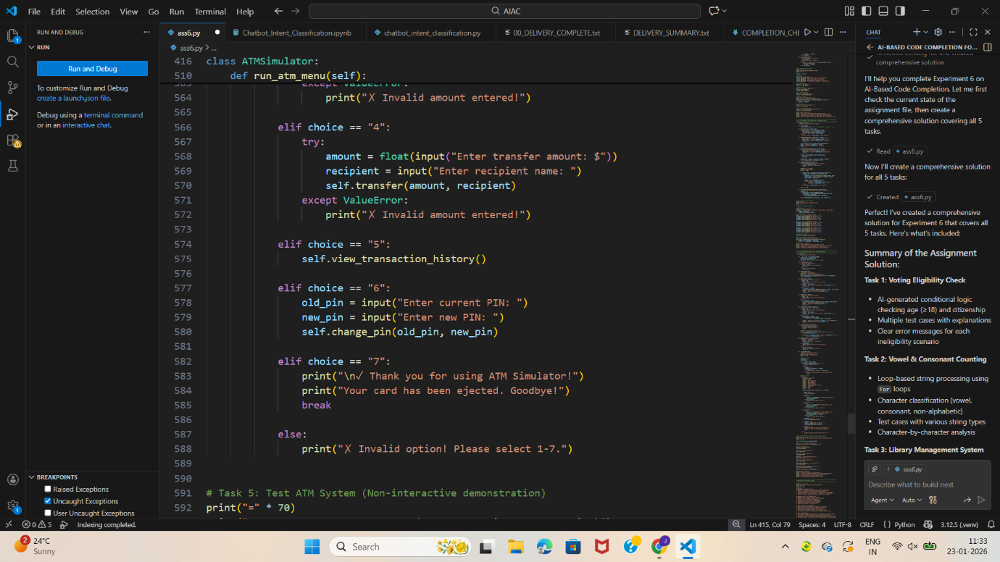 File Edit Selection View Go Run Terminal Help
AIAC
RUN AND DEBUG
RUN
Run and Debug
To customize Run and Debug
create a launch.json file.
Debug using a terminal command
or in an interactive chat.
BREAKPOINTS
Raised Exceptions
Uncaught Exceptions
User Uncaught Exceptions
ass6.py
Chatbot_Intent_Classification.ipynb
chatbot_intent_classification.py
00_DELIVERY_COMPLETE.txt
DELIVERY_SUMMARY.txt
COMPLETION_CHE
ass6.py > ...
416 class ATMSimulator:
510 def run_atm_menu(self):
563 except ValueError:
564 print("✗ Invalid amount entered!")
565
566 elif choice == "4":
567 try:
568 amount = float(input("Enter transfer amount: $"))
569 recipient = input("Enter recipient name: ")
570 self.transfer(amount, recipient)
571 except ValueError:
572 print("✗ Invalid amount entered!")
573
574 elif choice == "5":
575 self.view_transaction_history()
576
577 elif choice == "6":
578 old_pin = input("Enter current PIN: ")
579 new_pin = input("Enter new PIN: ")
580 self.change_pin(old_pin, new_pin)
581
582 elif choice == "7":
583 print("\n✓ Thank you for using ATM Simulator!")
584 print("Your card has been ejected. Goodbye!")
585 break
586
587 else:
588 print("✗ Invalid option! Please select 1-7.")
589
590
591 # Task 5: Test ATM System (Non-interactive demonstration)
592 print("=" * 70)
CHAT
AI-BASED CODE COMPLETION FO...
Reviewed existing file and created
comprehensive solution
I'll help you complete Experiment 6 on
AI-Based Code Completion. Let me first
check the current state of the
assignment file, then create a
comprehensive solution covering all 5
tasks.
Read ass6.py
Now I'll create a comprehensive solution
for all 5 tasks:
Created ass6.py
Perfect! I've created a comprehensive
solution for Experiment 6 that covers all
5 tasks. Here's what's included:
Summary of the Assignment
Solution:
Task 1: Voting Eligibility Check
• AI-generated conditional logic
checking age (≥18) and citizenship
• Multiple test cases with explanations
• Clear error messages for each
ineligibility scenario
Task 2: Vowel & Consonant Counting
• Loop-based string processing using
for loops
• Character classification (vowel,
consonant, non-alphabetic)
• Test cases with various string types
• Character-by-character analysis
Task 3: Library Management System
ass6.py
Describe what to build next
Agent Auto
0 5 Indexing completed.
Ln 415, Col 79 Spaces: 4 UTF-8 CRLF {} Python 3.12.5 (.venv)
2
24°C
Sunny
Search
ENG
IN
11:33
23-01-2026